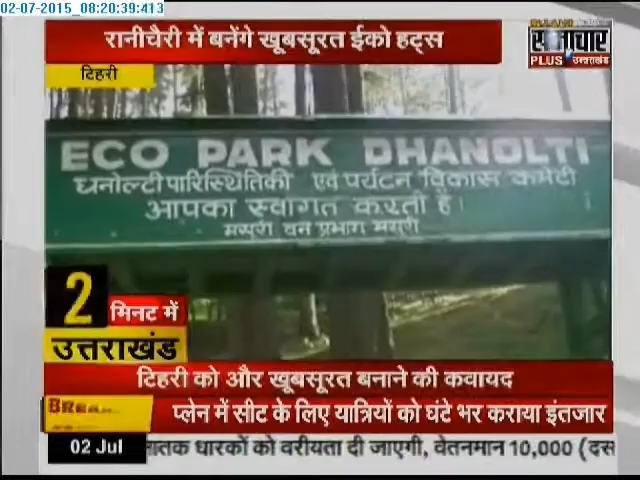 02-07-2015_08:20:39:413
रानीचैरी में बनेंगे खूबसूरत ईको हट्स
समाचार
PLUS उत्तराखंड
टिहरी
ECO PARK DHANOLTI
धनोल्टी पारिस्थितिकी एवं पर्यटन विकास कमेटी
आपका स्वागत करती है।
मसूरी वन प्रभाग मसूरी
2 मिनट में
उत्तराखंड
टिहरी को और खूबसूरत बनाने की कवायद
प्लेन में सीट के लिए यात्रियों को घंटे भर कराया इंतजार
02 Jul
धारकों को वरीयता दी जाएगी, वेतनमान 10,000 (दस